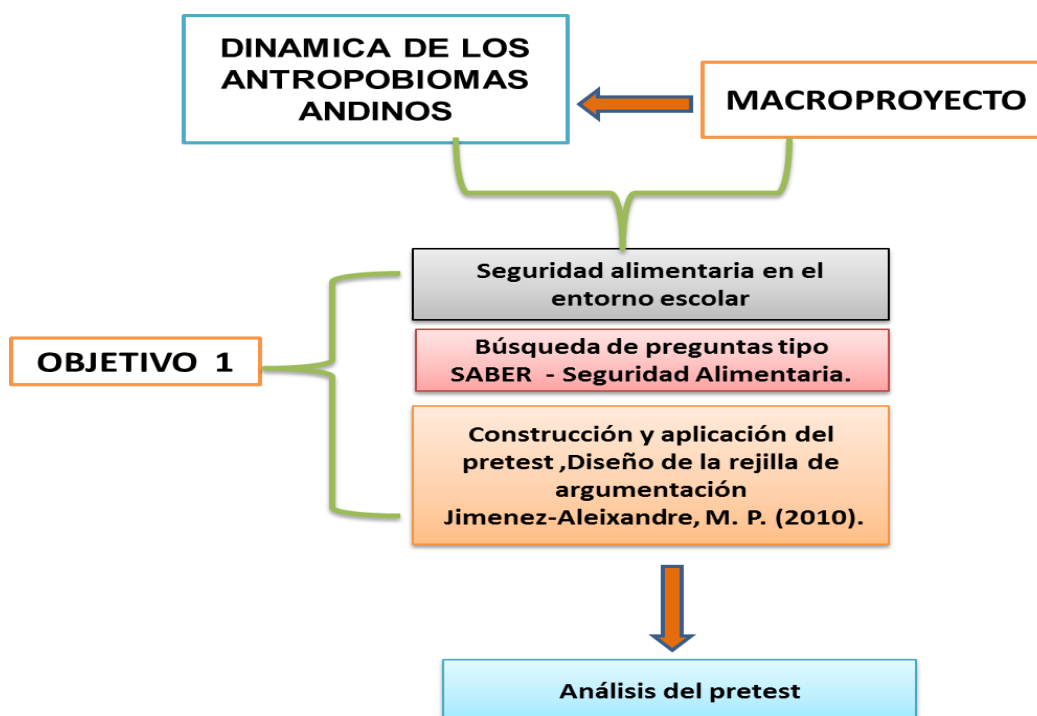 DINAMICA DE LOS
ANTROPOBIOMAS
ANDINOS
MACROPROYECTO
Seguridad alimentaria en el
entorno escolar
OBJETIVO 1
Búsqueda de preguntas tipo
SABER - Seguridad Alimentaria.
Construcción y aplicación del
pretest ,Diseño de la rejilla de
argumentación
Jimenez-Aleixandre, M. P. (2010).
Análisis del pretest